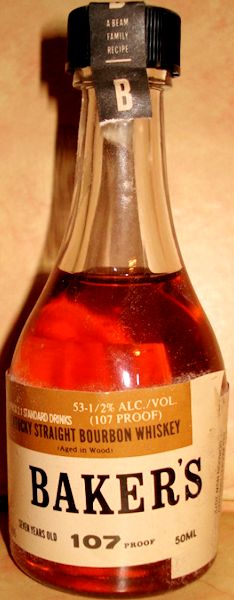 B
A BEAM
FAMILY
RECIPE
B
STANDARD DRINKS
53-1/2% ALC./VOL.
(107 PROOF)
KENTUCKY STRAIGHT BOURBON WHISKEY
(Aged in Wood)
BAKER'S
SEVEN YEARS OLD
107 PROOF
50ML